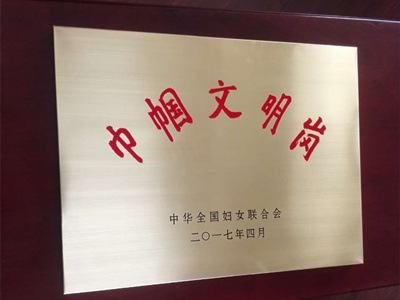 巾帼文明岗
中华全国妇女联合会
二〇一七年四月